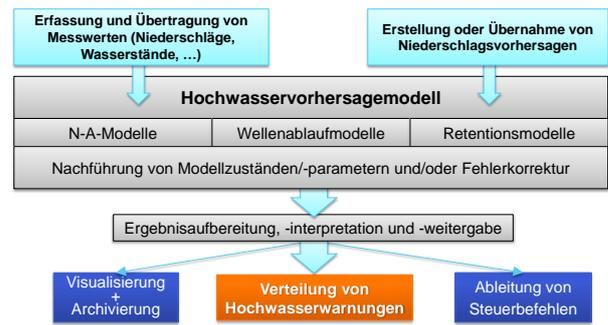 Erfassung und Übertragung von
Messwerten (Niederschläge,
Wasserstände, …)
Erstellung oder Übernahme von
Niederschlagsvorhersagen
Hochwasservorhersagemodell
N-A-Modelle
Wellenablaufmodelle
Retentionsmodelle
Nachführung von Modellzuständen/-parametern und/oder Fehlerkorrektur
Ergebnisaufbereitung, -interpretation und -weitergabe
Visualisierung
+
Archivierung
Verteilung von
Hochwasserwarnungen
Ableitung von
Steuerbefehlen